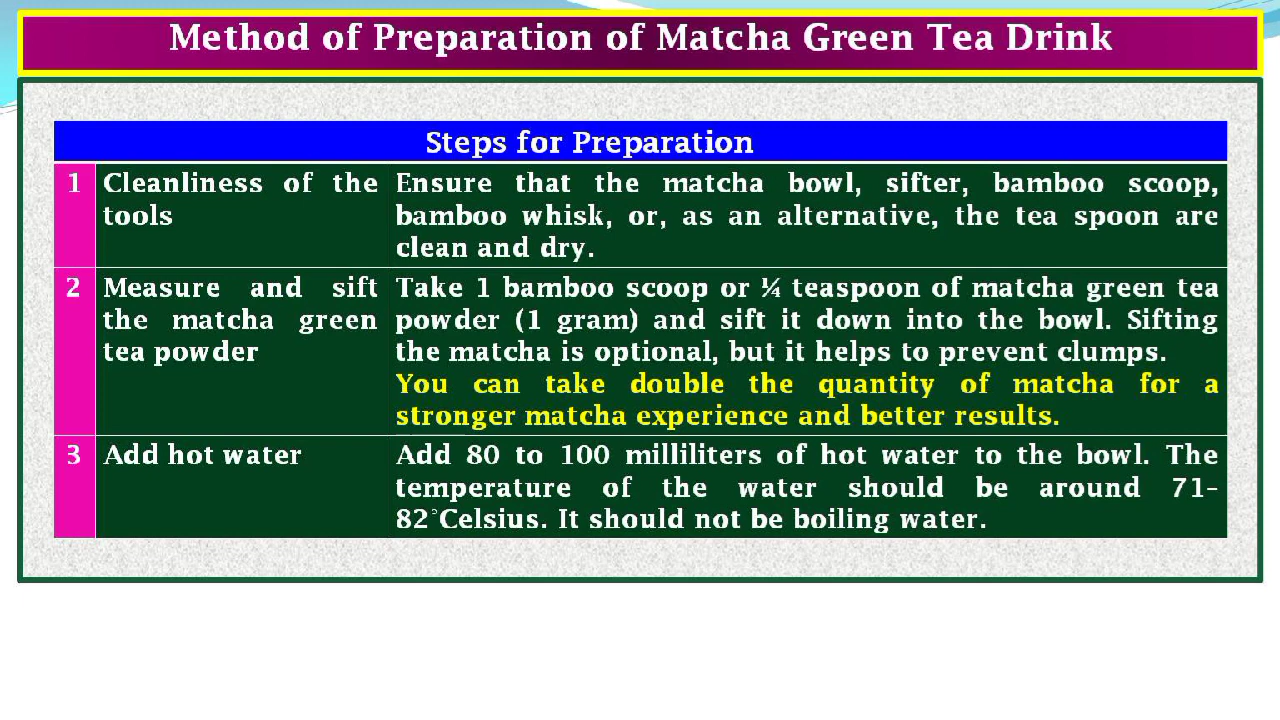 Method of Preparation of Matcha Green Tea Drink
Steps for Preparation
1 Cleanliness of the tools
Ensure that the matcha bowl, sifter, bamboo scoop,
bamboo whisk, or, as an alternative, the tea spoon are
clean and dry.
2 Measure and sift
the matcha green
tea powder
Take 1 bamboo scoop or ¼ teaspoon of matcha green tea
powder (1 gram) and sift it down into the bowl. Sifting
the matcha is optional, but it helps to prevent clumps.
You can take double the quantity of matcha for a
stronger matcha experience and better results.
3 Add hot water
Add 80 to 100 milliliters of hot water to the bowl. The
temperature of the water should be around 71-
82°Celsius. It should not be boiling water.